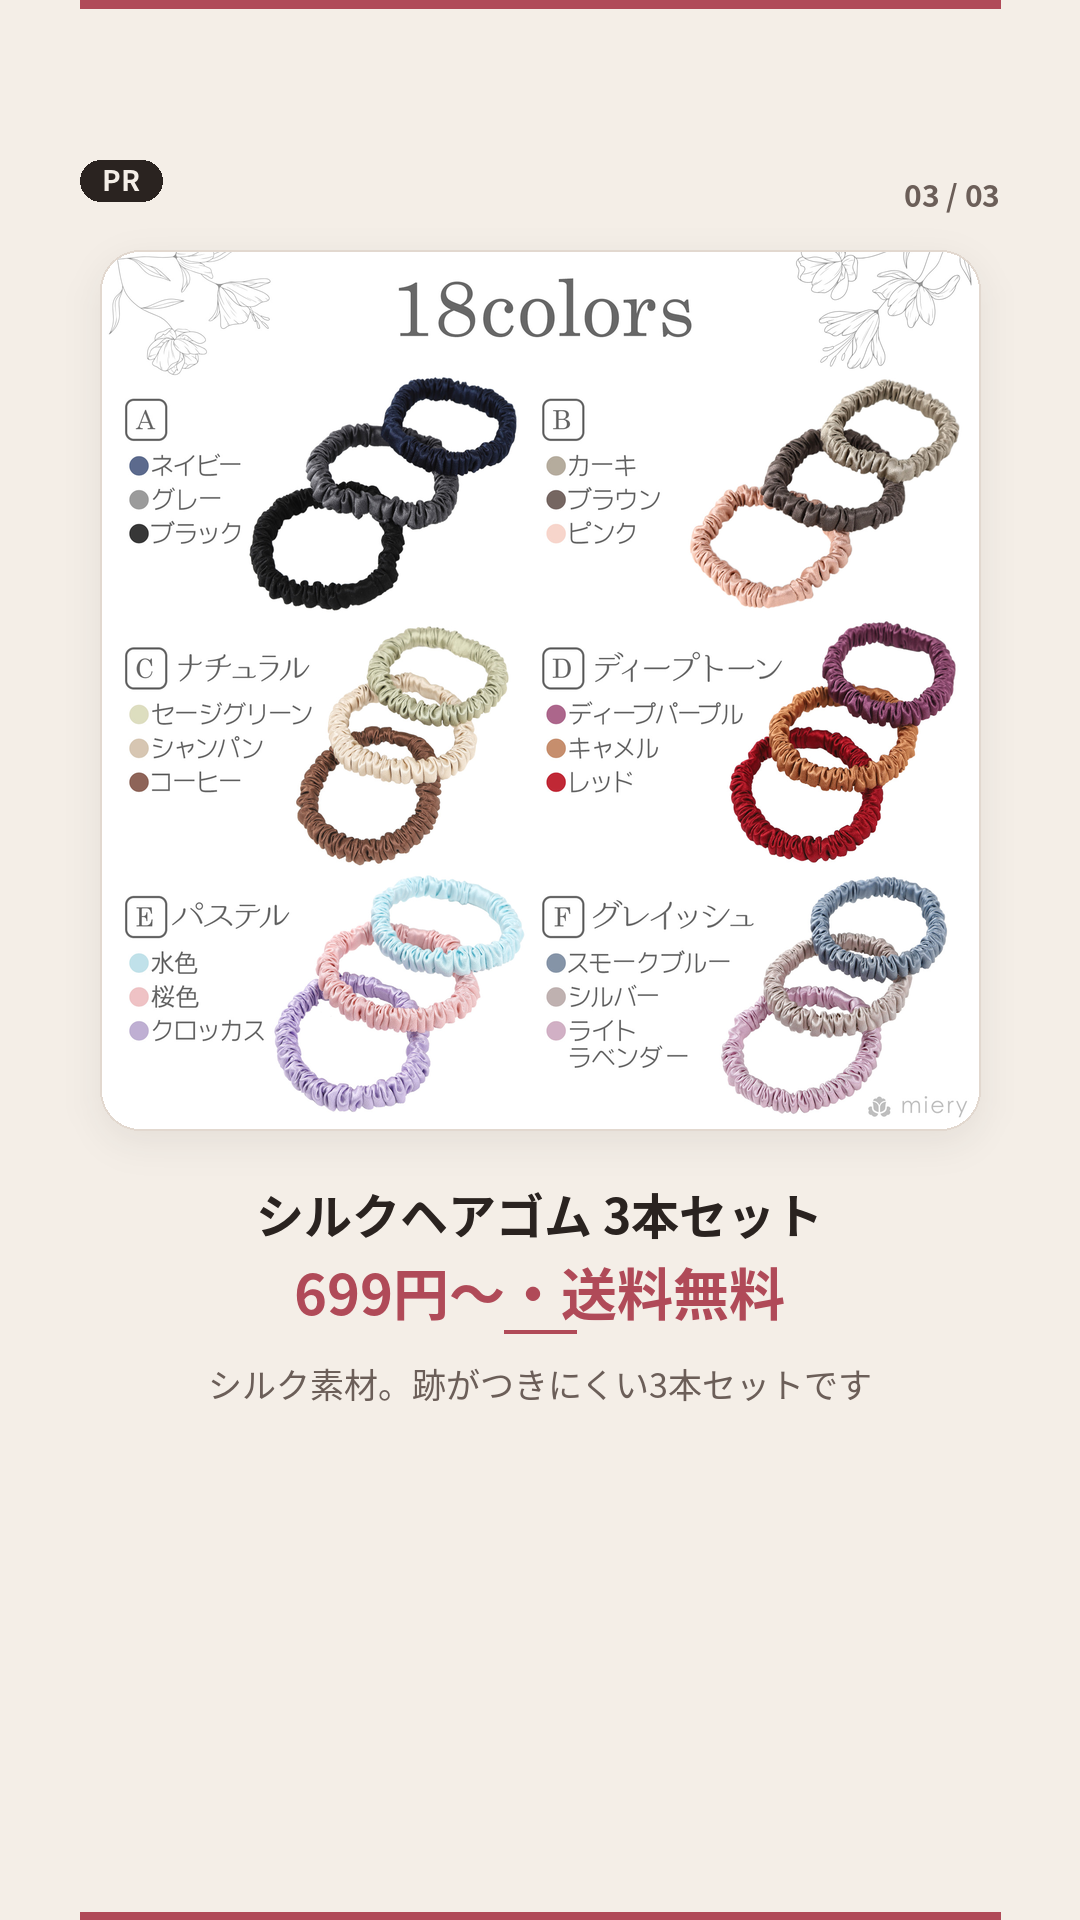 PR
03 / 03
18colors
A
ネイビー
グレー
ブラック
B
カーキ
ブラウン
ピンク
C ナチュラル
セージグリーン
シャンパン
コーヒー
D ディープトーン
ディープパープル
キャメル
レッド
E パステル
水色
桜色
クロッカス
F グレイッシュ
スモークブルー
シルバー
ライト
ラベンダー
miery
シルクヘアゴム 3本セット
699円〜・送料無料
シルク素材。跡がつきにくい3本セットです